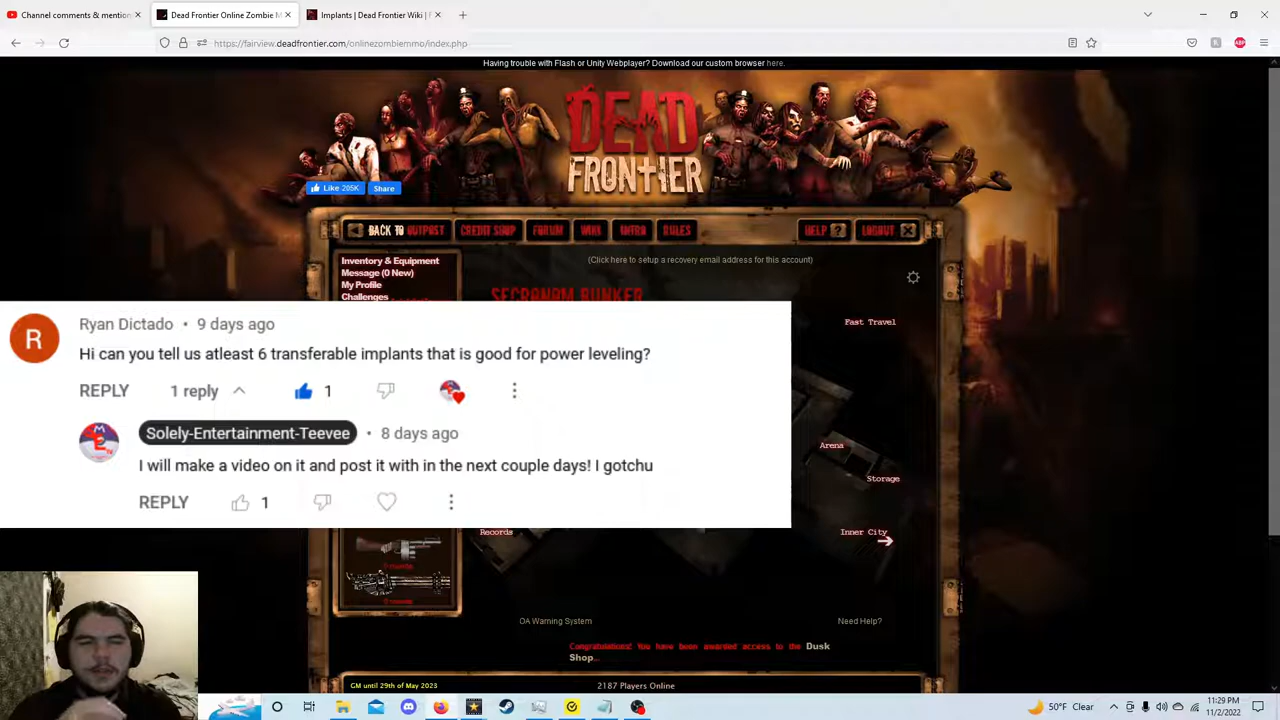 Channel comments & mention
Dead Frontier Online Zombie M
Implants | Dead Frontier Wiki | F
https://fairview.deadfrontier.com/onlinezombiemmo/index.php
Having trouble with Flash or Unity Webplayer? Download our custom browser here.
DEAD
FRONTIER
Like 205K
Share
BACK TO OUTPOST
CREDIT SHOP
FORUM
WIKI
INTRO
RULES
HELP ?
LOGOUT X
Inventory & Equipment
Message (0 New)
My Profile
Challenges
(Click here to setup a recovery email address for this account)
SECRONOM BUNKER
Fast Travel
R
Ryan Dictado • 9 days ago
Hi can you tell us atleast 6 transferable implants that is good for power leveling?
REPLY
1 reply
1
Solely-Entertainment-Teevee • 8 days ago
I will make a video on it and post it with in the next couple days! I gotchu
REPLY
1
Arena
Storage
Records
Inner City
0 rounds
0 rounds
OA Warning System
Need Help?
Congratulations! You have been awarded access to the Dusk
Shop...
GM until 29th of May 2023
2187 Players Online
50°F Clear
11:29 PM
11/2/2022